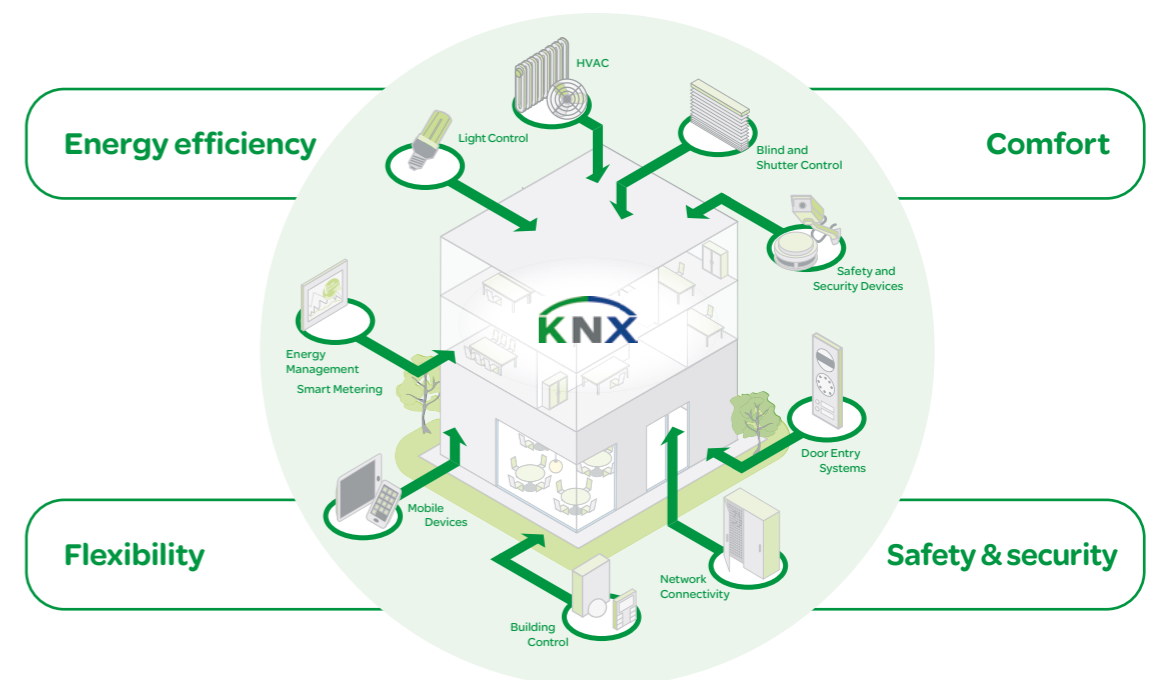 HVAC
Light Control
Energy efficiency
Comfort
Blind and
Shutter Control
Safety and
Security Devices
KNX
Energy
Management
Smart Metering
Door Entry
Systems
Mobile
Devices
Flexibility
Safety & security
Network
Connectivity
Building
Control